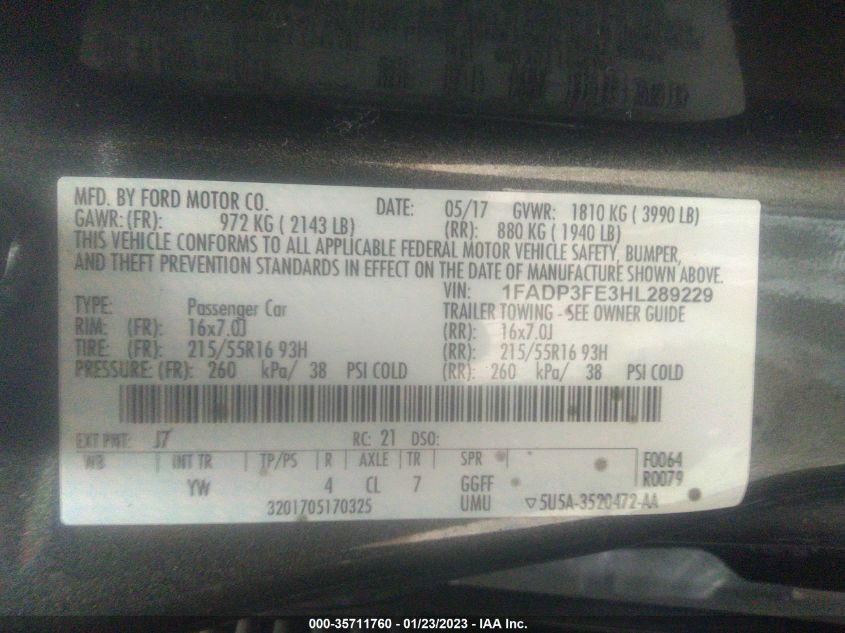 MFD. BY FORD MOTOR CO. DATE: 05/17 GVWR: 1810 KG ( 3990 LB)
GAWR: (FR): 972 KG ( 2143 LB) (RR): 880 KG ( 1940 LB)
THIS VEHICLE CONFORMS TO ALL APPLICABLE FEDERAL MOTOR VEHICLE SAFETY, BUMPER,
AND THEFT PREVENTION STANDARDS IN EFFECT ON THE DATE OF MANUFACTURE SHOWN ABOVE.
VIN: 1FADP3FE3HL289229
TYPE: Passenger Car TRAILER TOWING - SEE OWNER GUIDE
RIM: (FR): 16x7.0J (RR): 16x7.0J
TIRE: (FR): 215/55R16 93H (RR): 215/55R16 93H
PRESSURE: (FR): 260 kPa/ 38 PSI COLD (RR): 260 kPa/ 38 PSI COLD
EXT PNT: J7 RC: 21 DSO:
WB INT TR TP/PS R AXLE TR SPR F0064
YW 4 CL 7 GGFF R0079
3201705170325 UMU 5U5A-3520472-AA
000-35711760 — 01/23/2023 — IAA Inc.